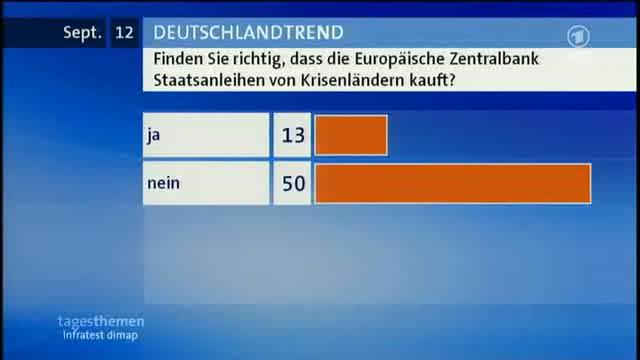 Sept. 12 DEUTSCHLANDTREND
Finden Sie richtig, dass die Europäische Zentralbank
Staatsanleihen von Krisenländern kauft?
ja 13
nein 50
tagesthemen
Infratest dimap